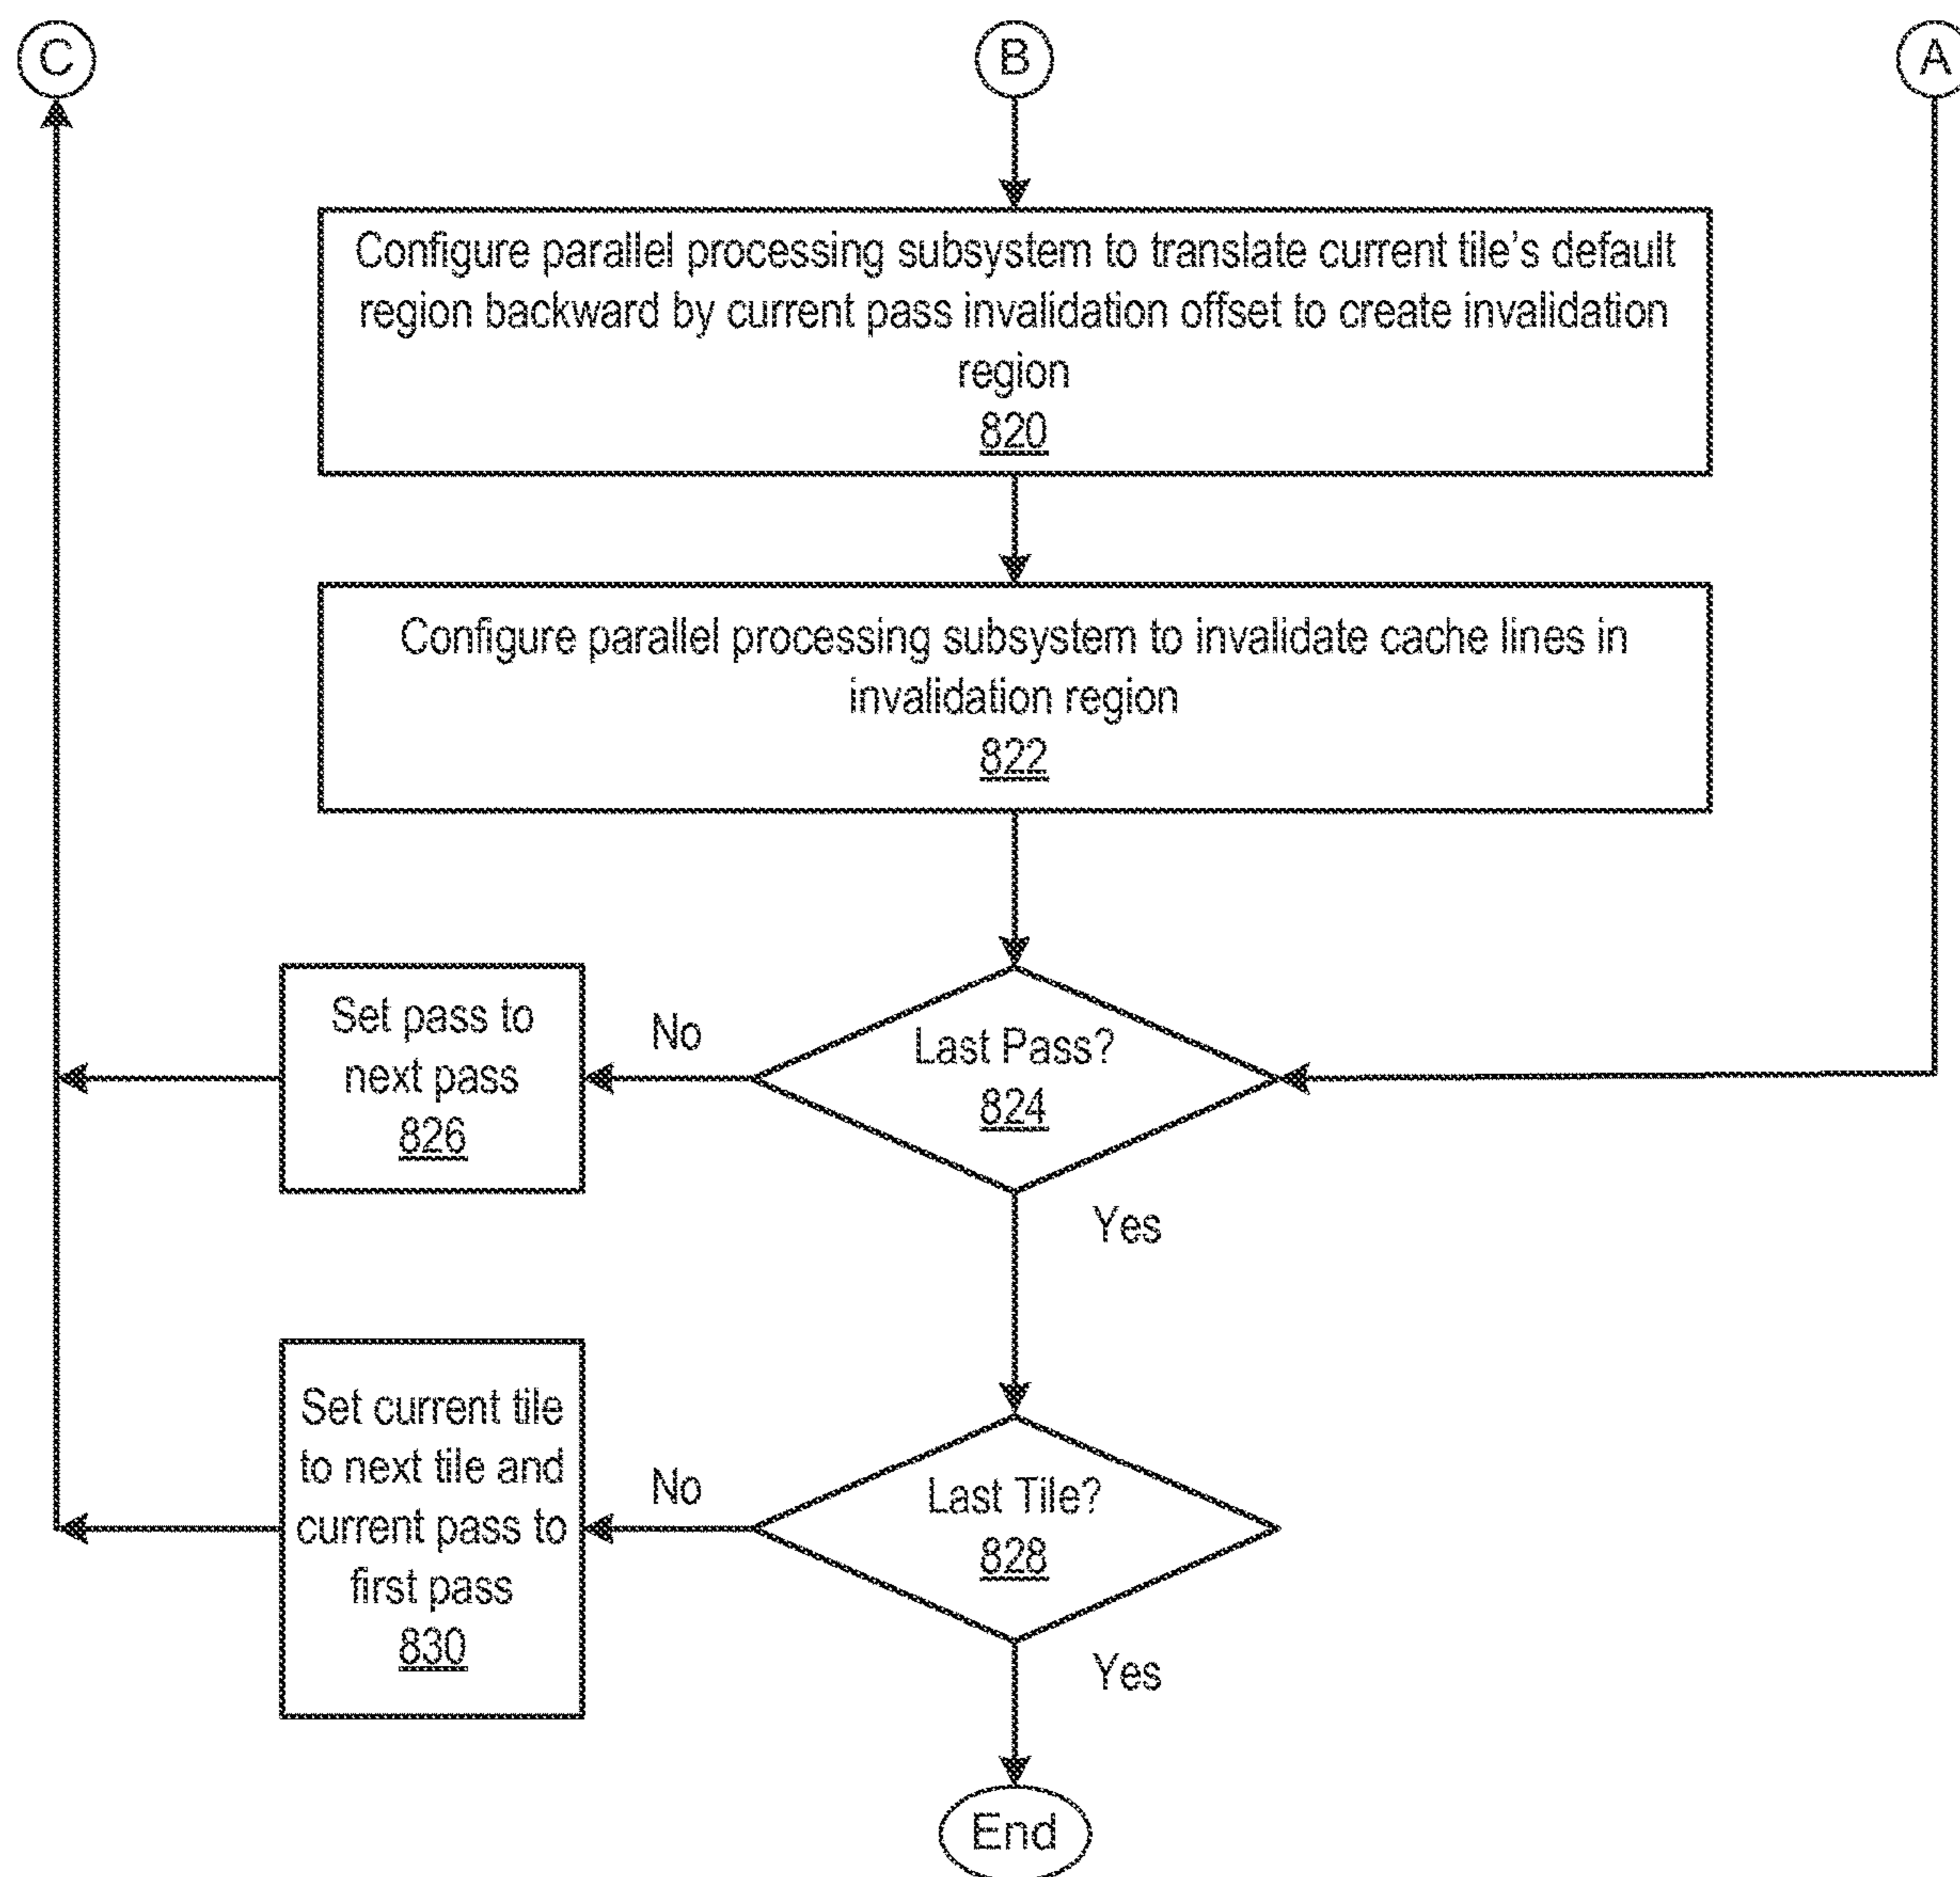 C
B
A
Configure parallel processing subsystem to translate current tile's default
region backward by current pass invalidation offset to create invalidation
region
820
Configure parallel processing subsystem to invalidate cache lines in
invalidation region
822
Set pass to
next pass
826
No
Last Pass?
824
Yes
Set current tile
to next tile and
current pass to
first pass
830
No
Last Tile?
828
Yes
End